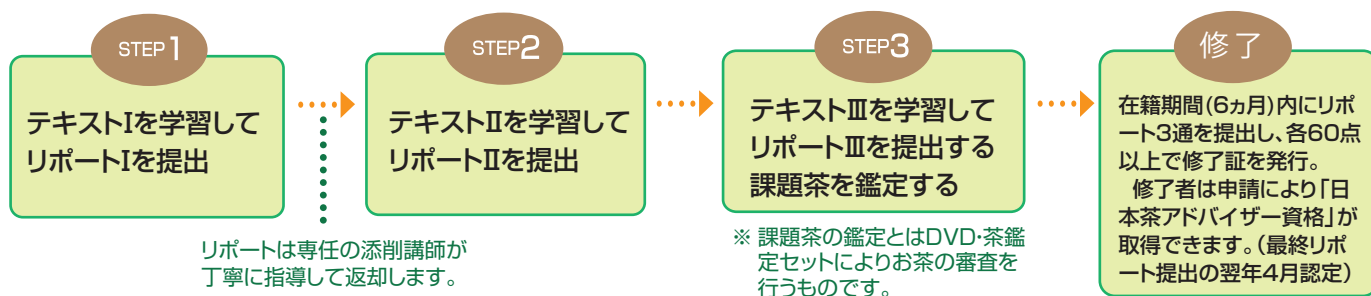 STEP1
テキストIを学習して
リポートIを提出
リポートは専任の添削講師が
丁寧に指導して返却します。
STEP2
テキストⅡを学習して
リポートⅡを提出
STEP3
テキストⅢを学習して
リポートⅢを提出する
課題茶を鑑定する
※ 課題茶の鑑定とはDVD・茶鑑
定セットによりお茶の審査を
行うものです。
修了
在籍期間(6ヵ月)内にリポ
ート3通を提出し、各60点
以上で修了証を発行。
修了者は申請により「日
本茶アドバイザー資格」が
取得できます。(最終リポ
ート提出の翌年4月認定)